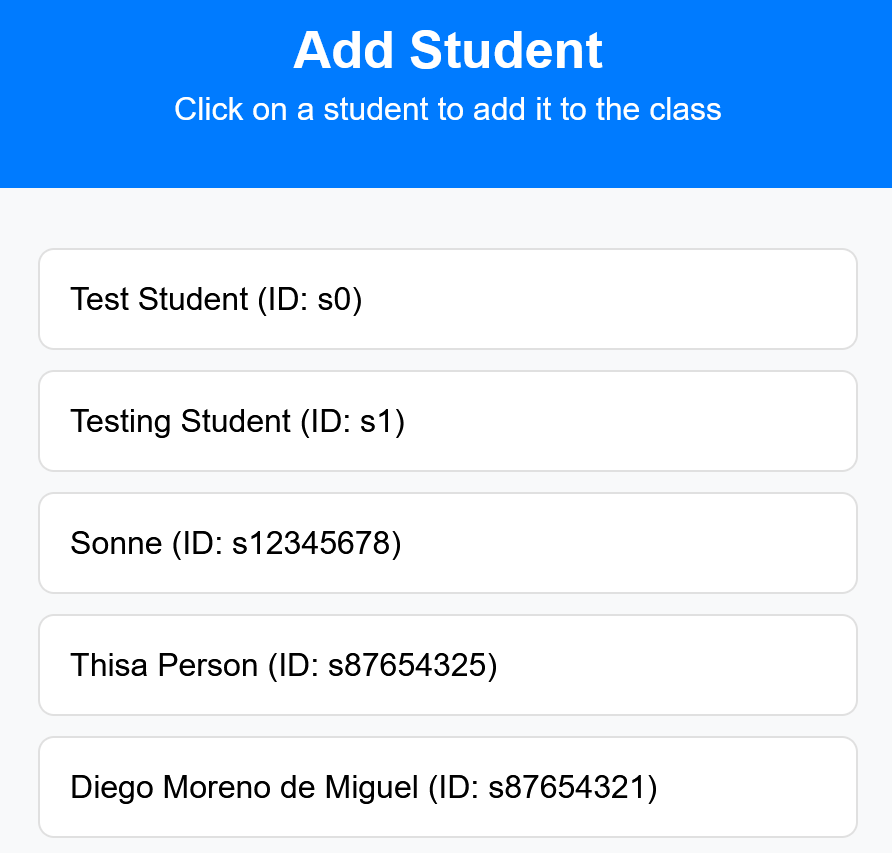 Add Student
Click on a student to add it to the class
Test Student (ID: s0)
Testing Student (ID: s1)
Sonne (ID: s12345678)
Thisa Person (ID: s87654325)
Diego Moreno de Miguel (ID: s87654321)